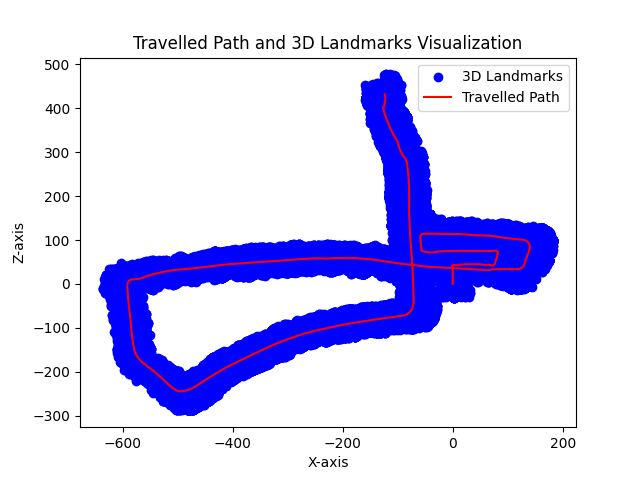 Travelled Path and 3D Landmarks Visualization
3D Landmarks
Travelled Path
500
400
300
200
100
0
−100
−200
−300
Z-axis
−600
−400
−200
0
200
X-axis